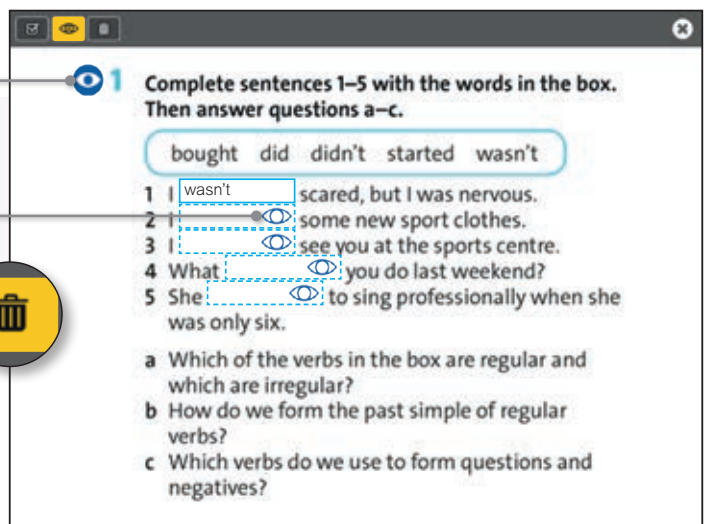 1 Complete sentences 1–5 with the words in the box.
Then answer questions a–c.
bought did didn't started wasn't
1 I wasn't scared, but I was nervous.
2 I some new sport clothes.
3 I see you at the sports centre.
4 What you do last weekend?
5 She to sing professionally when she
was only six.
a Which of the verbs in the box are regular and
which are irregular?
b How do we form the past simple of regular
verbs?
c Which verbs do we use to form questions and
negatives?